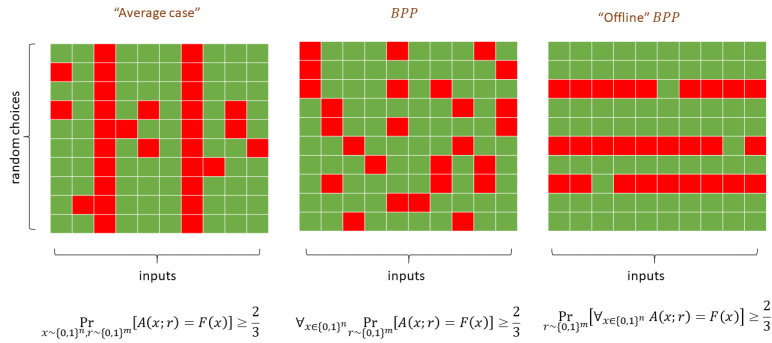 “Average case”
BPP
“Offline” BPP
random choices
inputs
inputs
inputs
Pr_{x∼{0,1}^n,r∼{0,1}^m}[A(x;r) = F(x)] ≥ 2/3
∀_{x∈{0,1}^n} Pr_{r∼{0,1}^m}[A(x;r) = F(x)] ≥ 2/3
Pr_{r∼{0,1}^m}[∀_{x∈{0,1}^n} A(x;r) = F(x)] ≥ 2/3